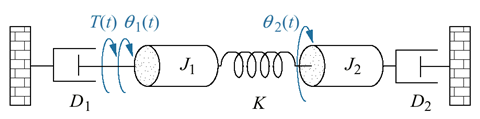 T(t) θ₁(t) θ₂(t)
J₁ J₂
D₁ K D₂